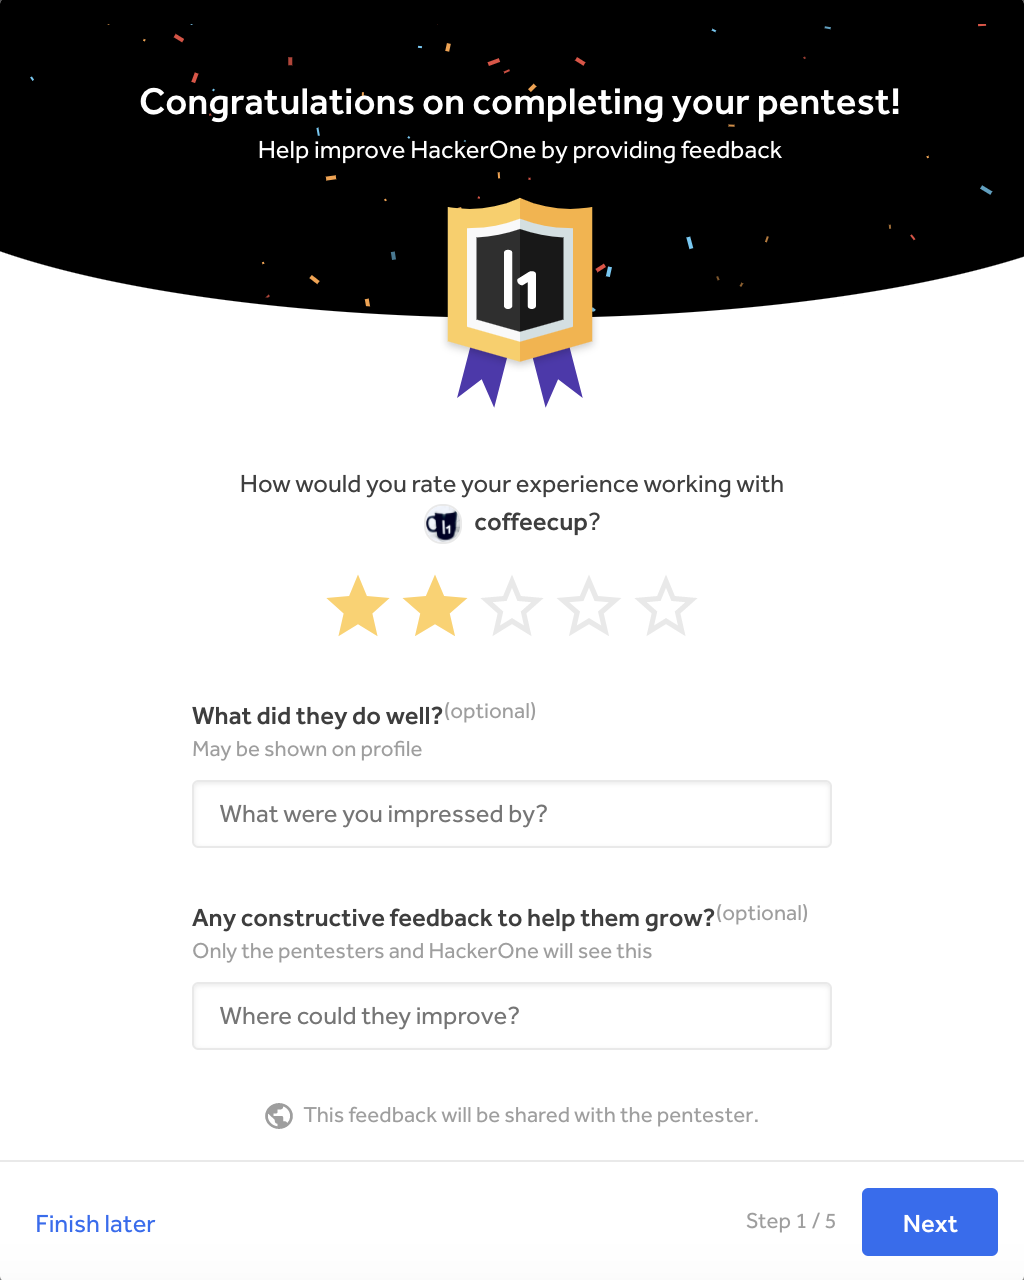 Congratulations on completing your pentest!
Help improve HackerOne by providing feedback
h1
How would you rate your experience working with
coffeecup?
What did they do well?(optional)
May be shown on profile
What were you impressed by?
Any constructive feedback to help them grow?(optional)
Only the pentesters and HackerOne will see this
Where could they improve?
This feedback will be shared with the pentester.
Finish later
Step 1 / 5
Next